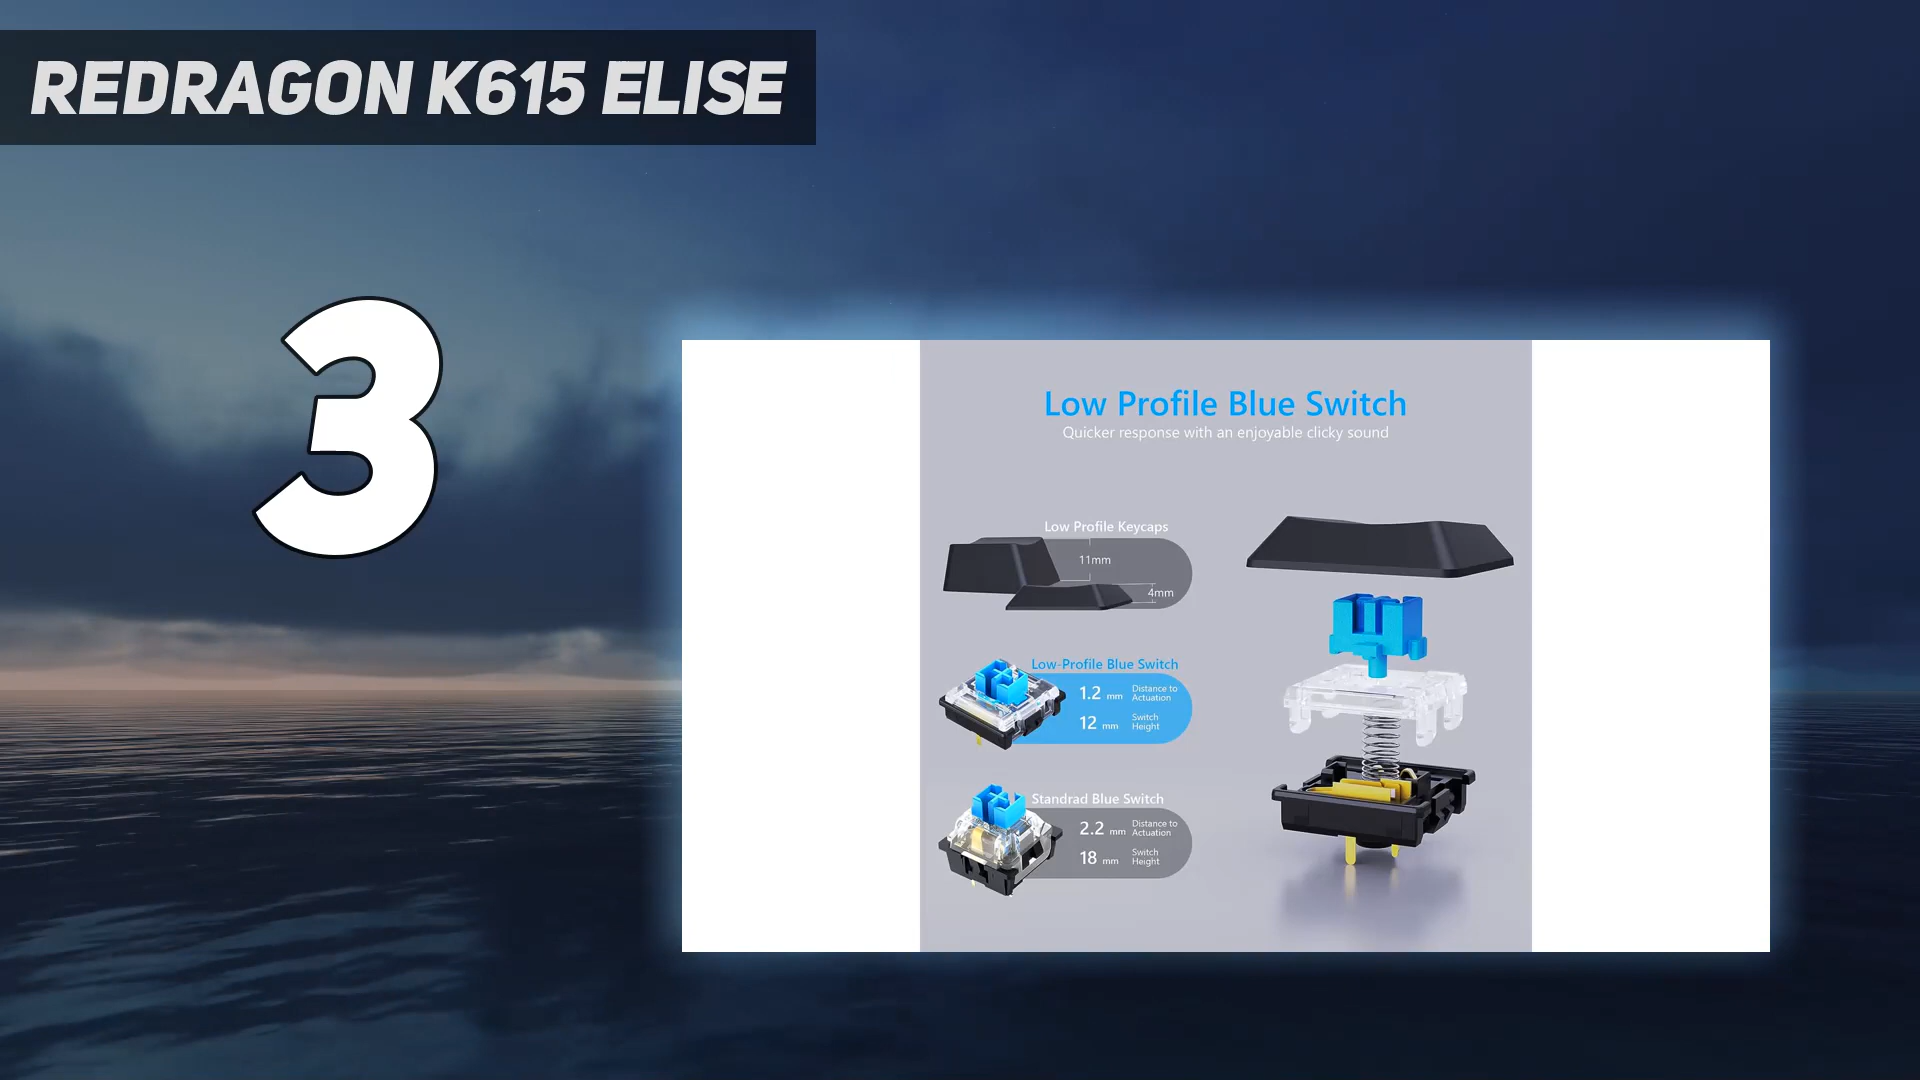 REDRAGON K615 ELISE
3
Low Profile Blue Switch
Quicker response with an enjoyable clicky sound
Low Profile Keycaps
11mm
4mm
Low-Profile Blue Switch
1.2 mm Distance to
Actuation
12 mm Switch
Height
Standrad Blue Switch
2.2 mm Distance to
Actuation
18 mm Switch
Height